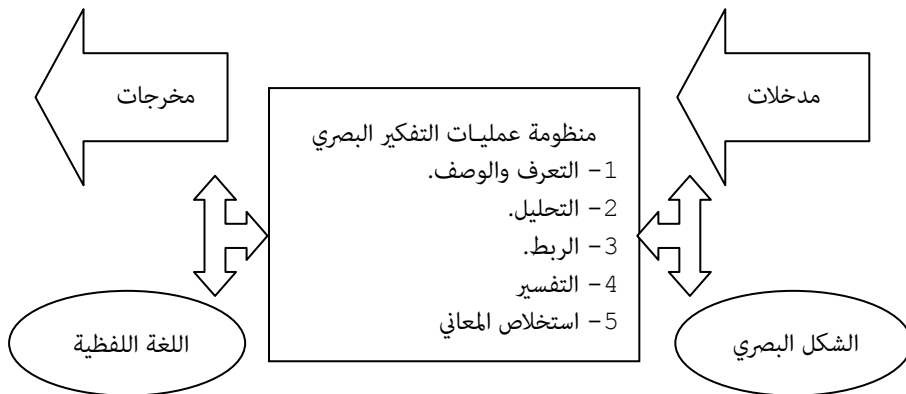 مدخلات
مخرجات
منظومة عمليات التفكير البصري
1- التعرف والوصف.
2- التحليل.
3- الربط.
4- التفسير
5- استخلاص المعاني
الشكل البصري
اللغة اللفظية